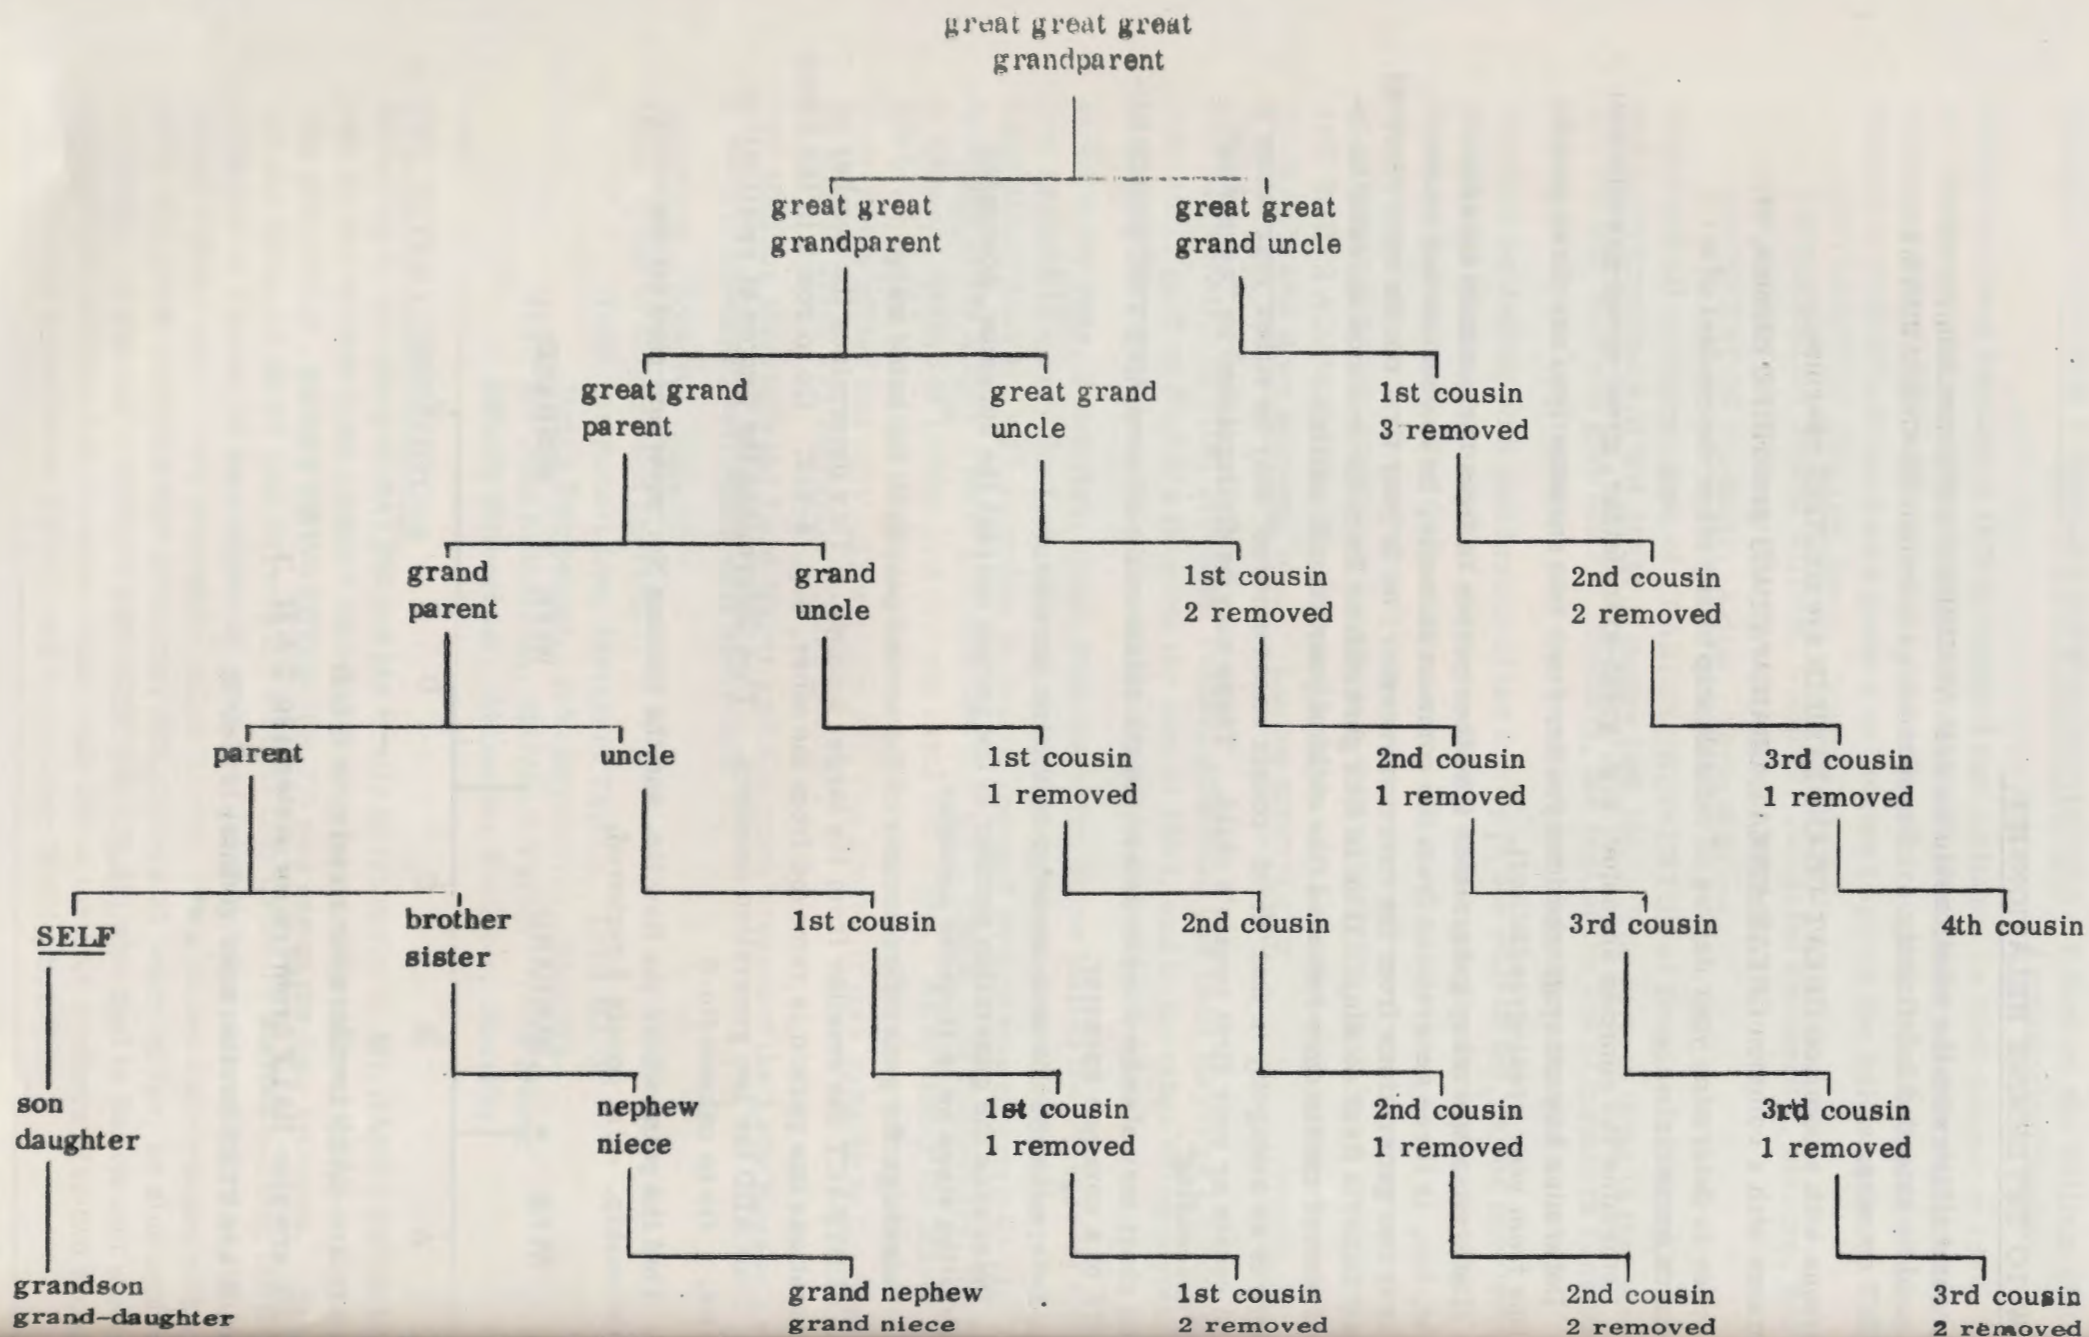 great great great
grandparent
great great
grandparent
great great
grand uncle
great grand
parent
great grand
uncle
1st cousin
3 removed
grand
parent
grand
uncle
1st cousin
2 removed
2nd cousin
2 removed
parent
uncle
1st cousin
1 removed
2nd cousin
1 removed
3rd cousin
1 removed
SELF
brother
sister
1st cousin
2nd cousin
3rd cousin
4th cousin
son
daughter
nephew
niece
1st cousin
1 removed
2nd cousin
1 removed
3rd cousin
1 removed
grandson
grand-daughter
grand nephew
grand niece
1st cousin
2 removed
2nd cousin
2 removed
3rd cousin
2 removed